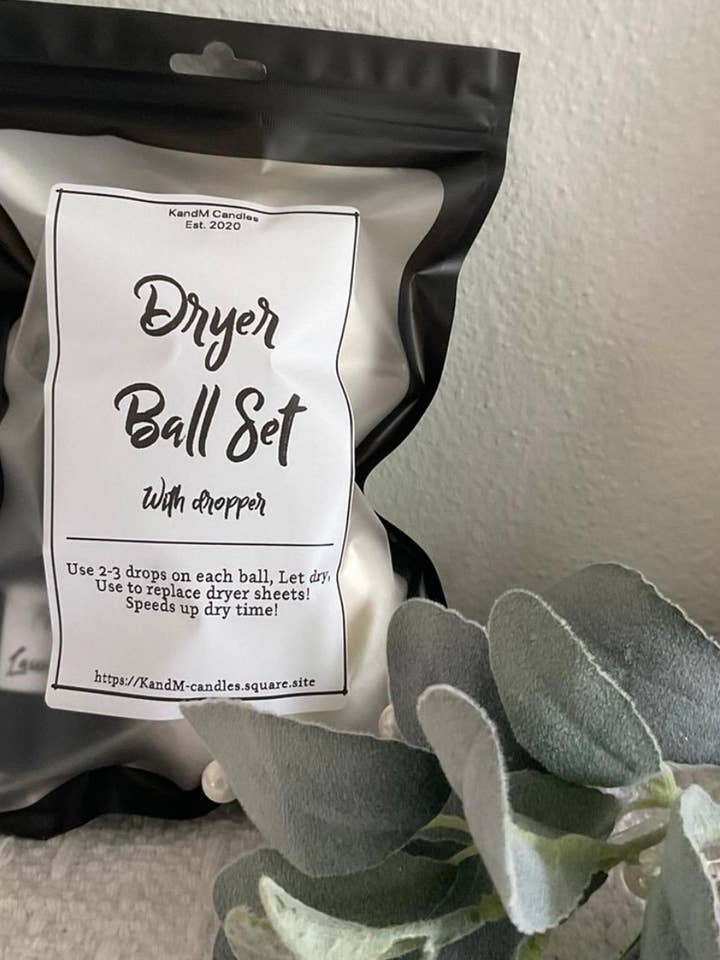 KandM Candles
Est. 2020
Dryer
Ball Set
With dropper
Use 2-3 drops on each ball, Let dry,
Use to replace dryer sheets!
Speeds up dry time!
https://KandM-candles.square.site